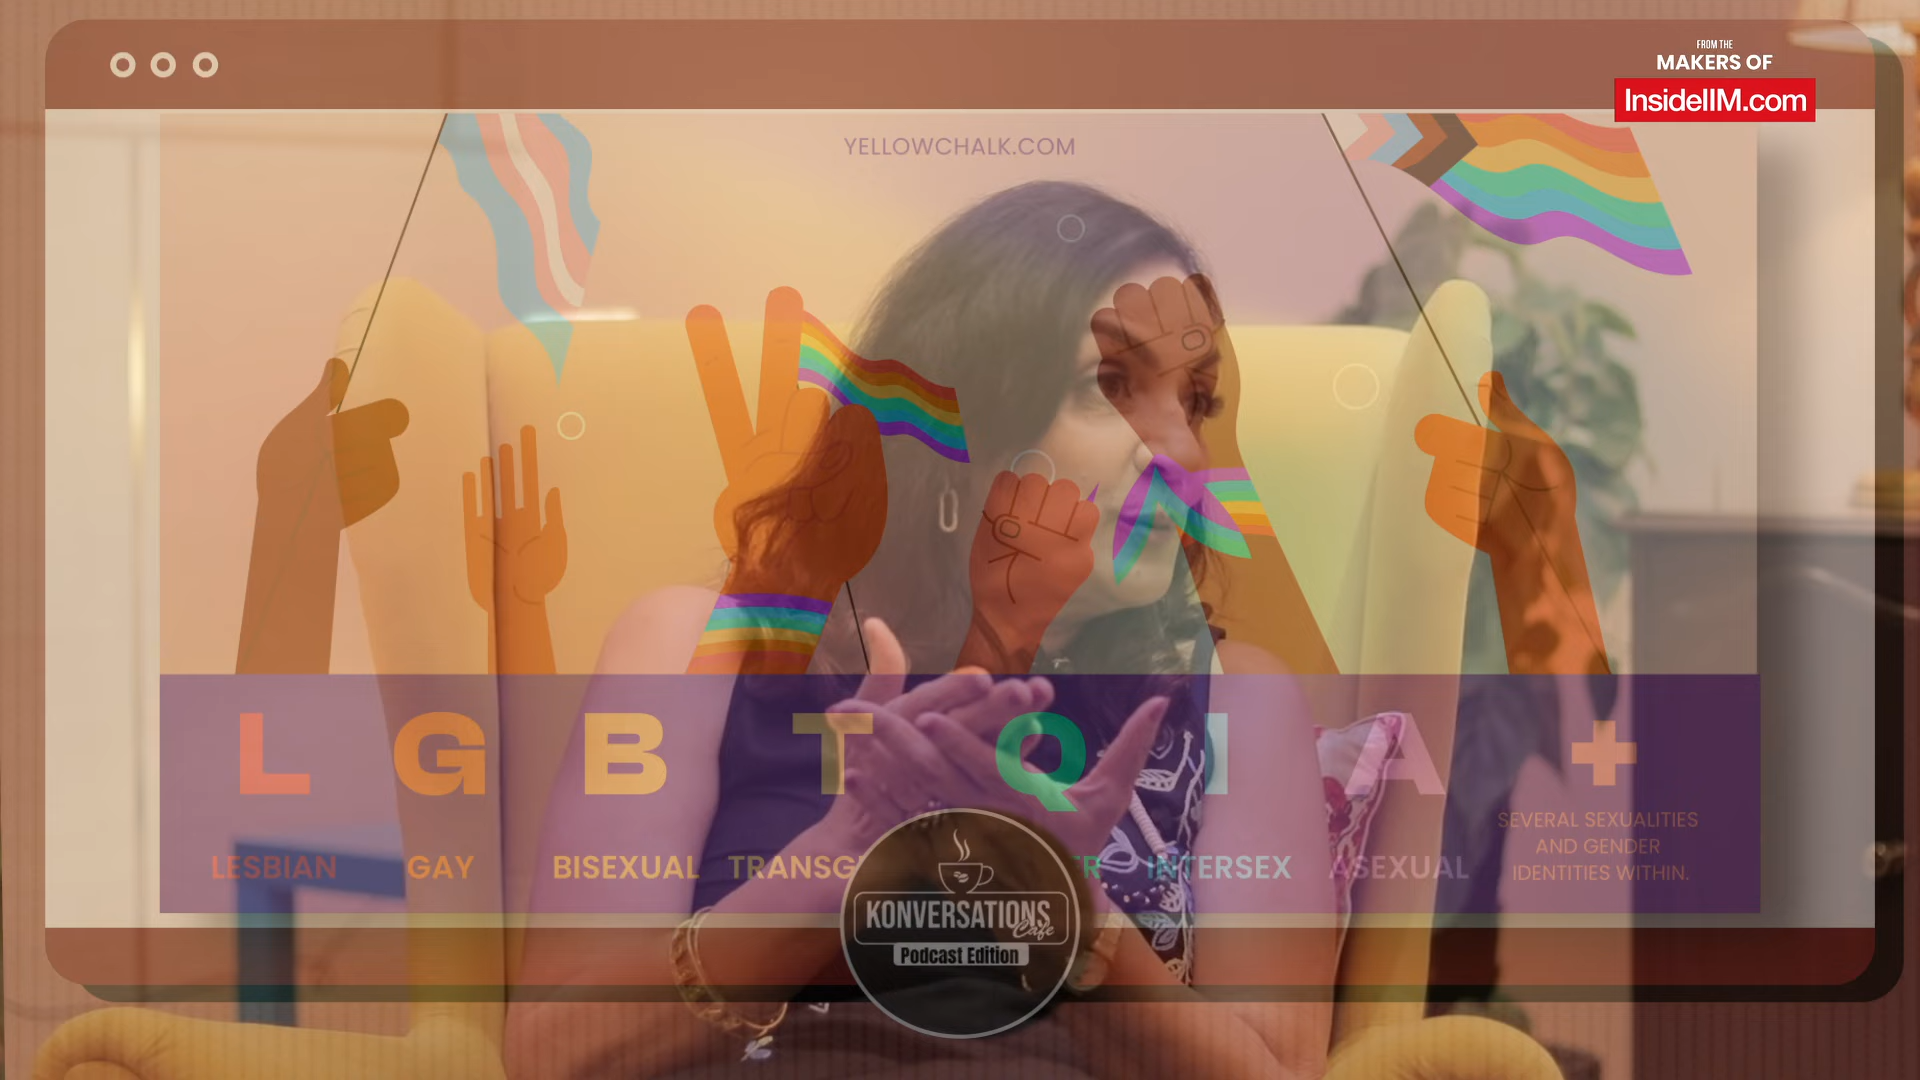 FROM THE
MAKERS OF
InsideIIM.com
YELLOWCHALK.COM
L G B T Q I A +
LESBIAN GAY BISEXUAL INTERSEX ASEXUAL
SEVERAL SEXUALITIES
AND GENDER
IDENTITIES WITHIN.
KONVERSATIONS
Cafe
Podcast Edition